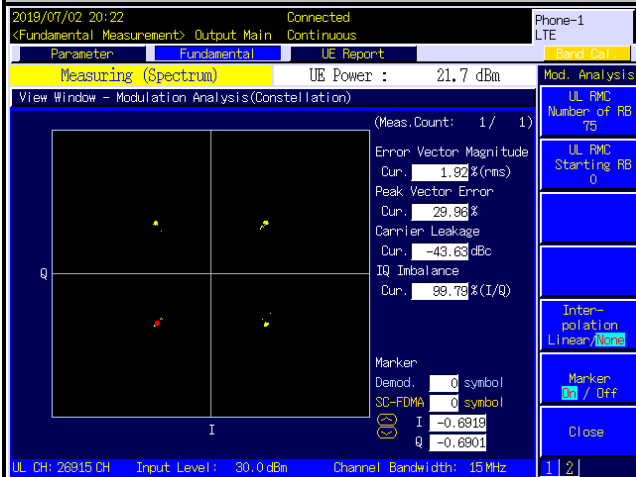 2019/07/02 20:22 Connected Phone-1
<Fundamental Measurement> Output Main Continuous LTE
Parameter Fundamental UE Report Band Cal.
Measuring (Spectrum) UE Power : 21.7 dBm Mod. Analysis
View Window - Modulation Analysis(Constellation)
UL RMC
Number of RB
75
(Meas.Count: 1/ 1)
Error Vector Magnitude
Cur. 1.92 %(rms)
Peak Vector Error
Cur. 29.96 %
Carrier Leakage
Cur. -43.63 dBc
IQ Imbalance
Cur. 99.79 %(I/Q)
UL RMC
Starting RB
0
Q
I
Inter-
polation
Linear/None
Marker
Demod. 0 symbol
SC-FDMA 0 symbol
I -0.6919
Q -0.6901
Marker
On / Off
Close
UL CH: 26915 CH Input Level: 30.0 dBm Channel Bandwidth: 15 MHz 1 2